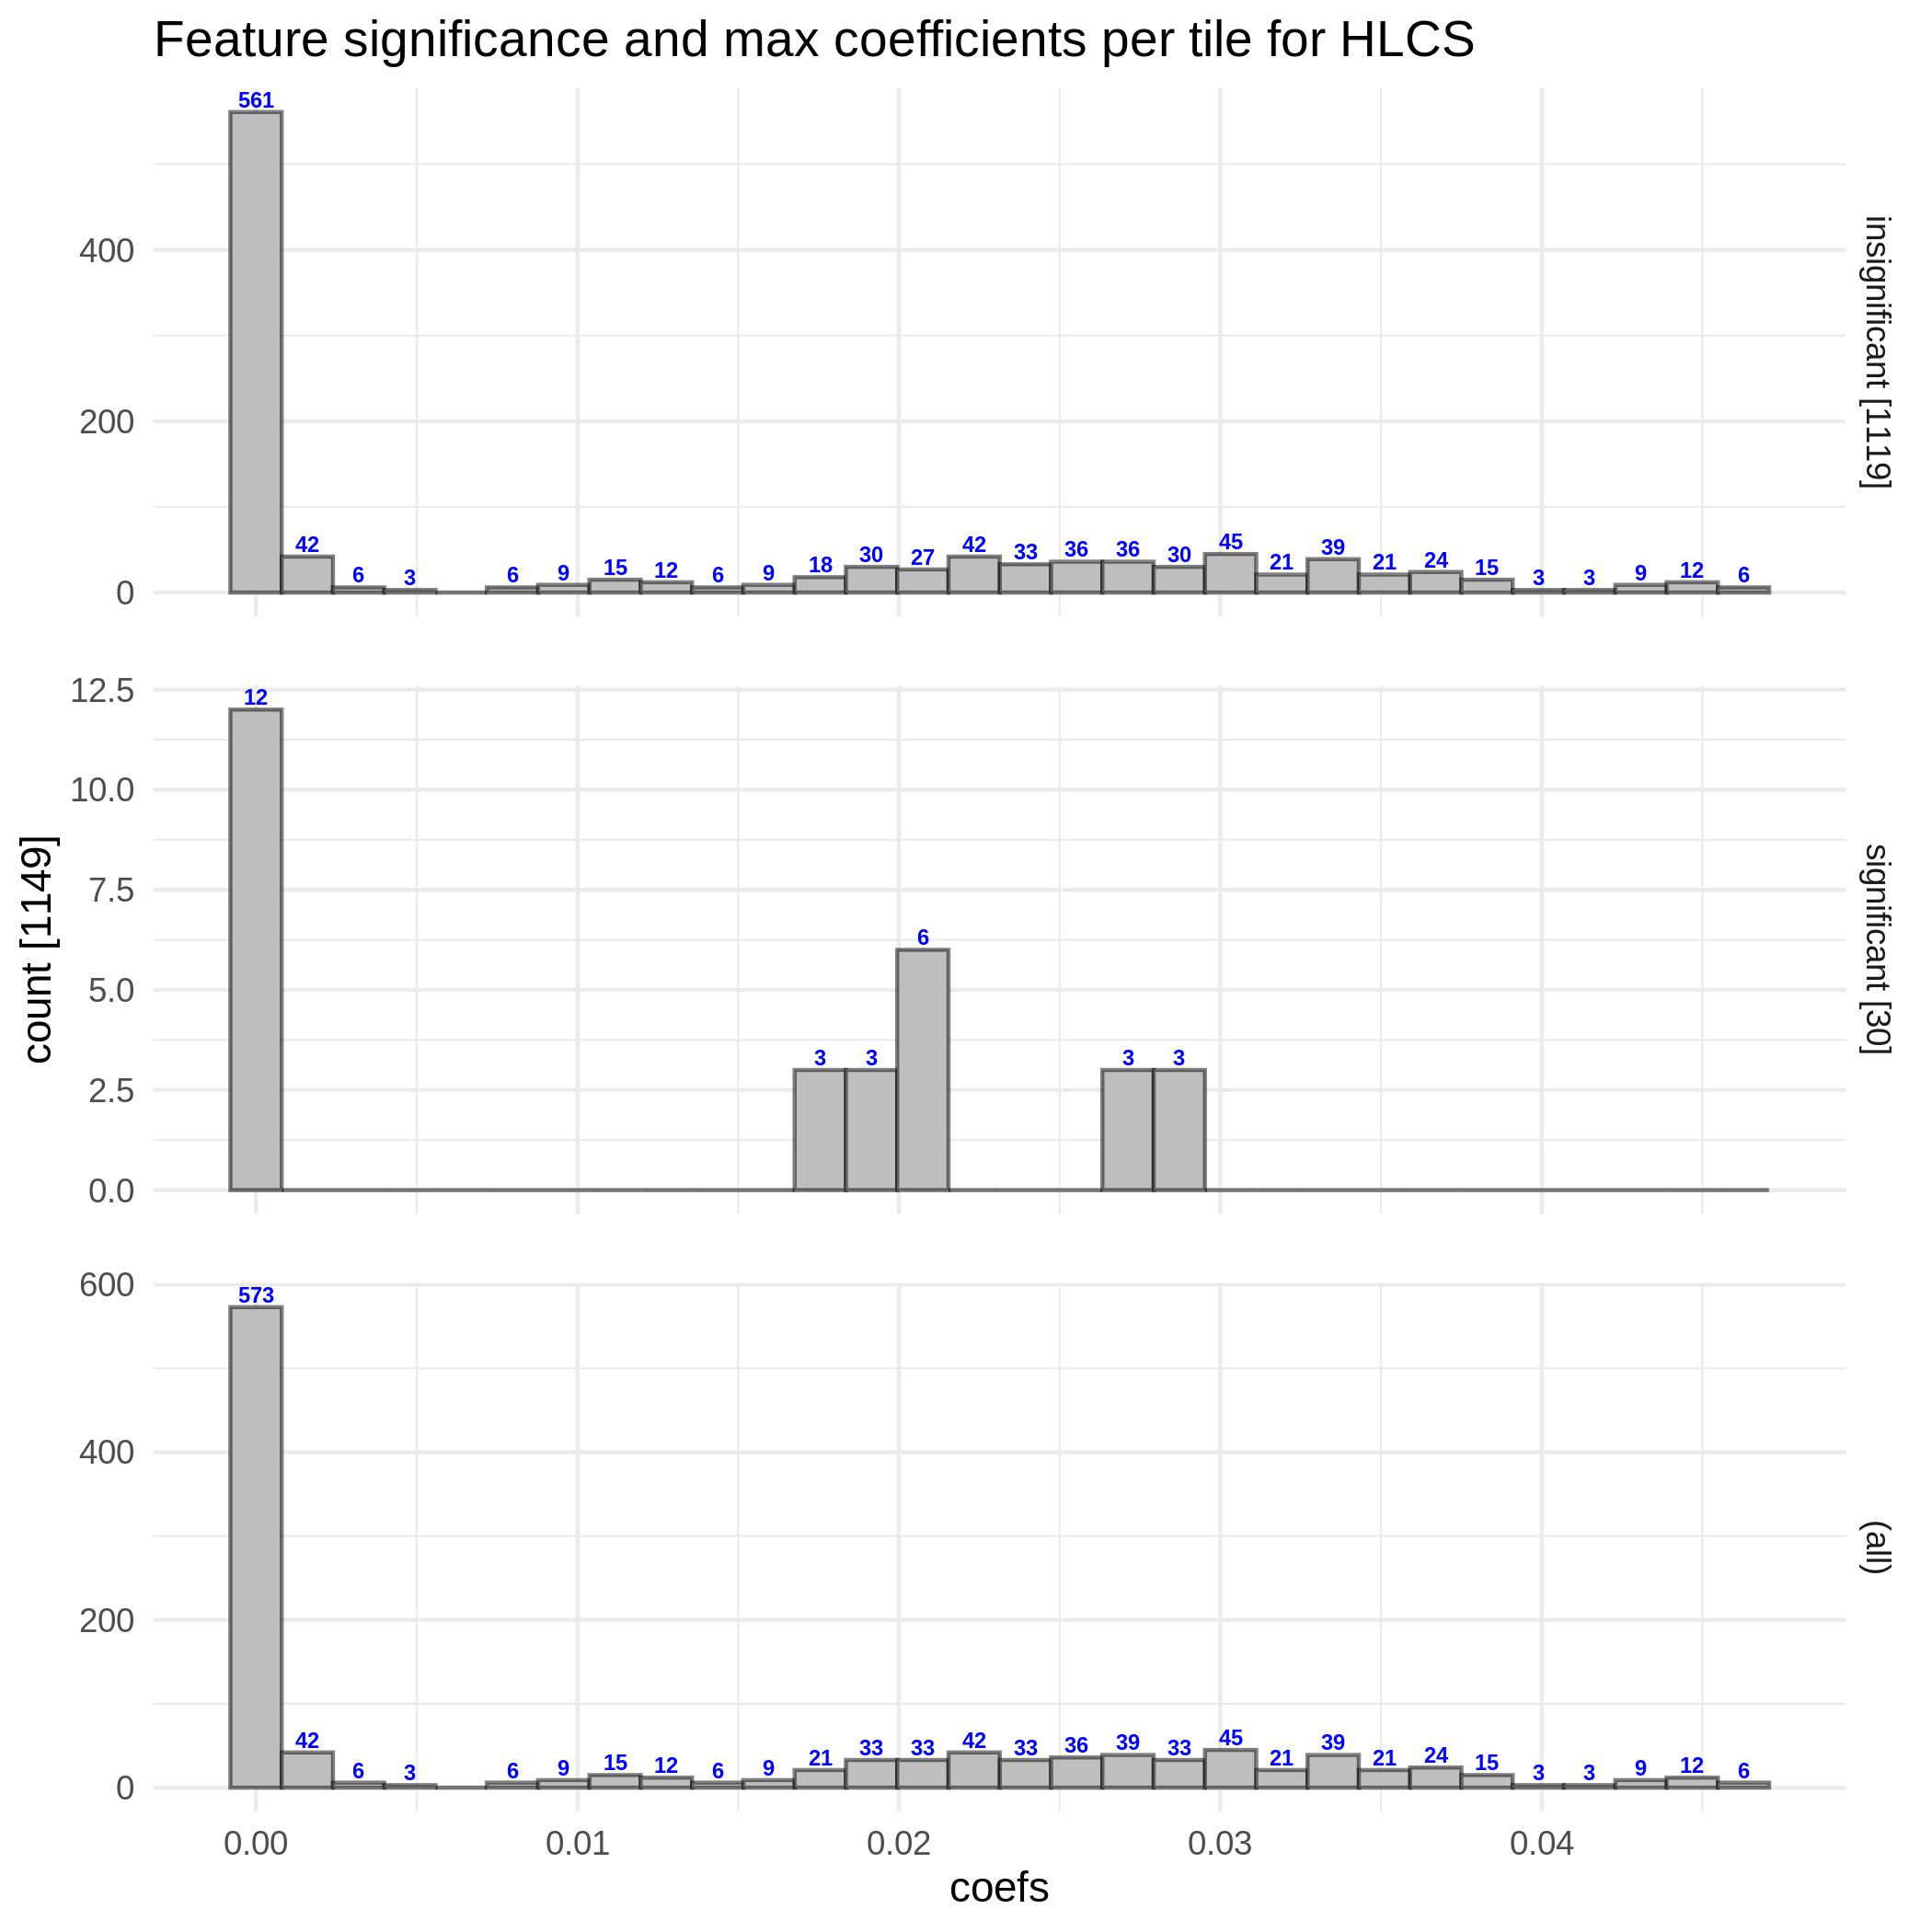 Feature significance and max coefficients per tile for HLCS
561
400
200
0
42 6 3 6 9 15 12 6 9 18 30 27 42 33 36 36 30 45 21 39 21 24 15 3 3 9 12 6
insignificant [1119]
count [1149]
12.5
10.0
7.5
5.0
2.5
0.0
12
3 3 6 3 3
significant [30]
600
400
200
0
573
42 6 3 6 9 15 12 6 9 21 33 33 42 33 36 39 33 45 21 39 21 24 15 3 3 9 12 6
(all)
0.00 0.01 0.02 0.03 0.04
coefs